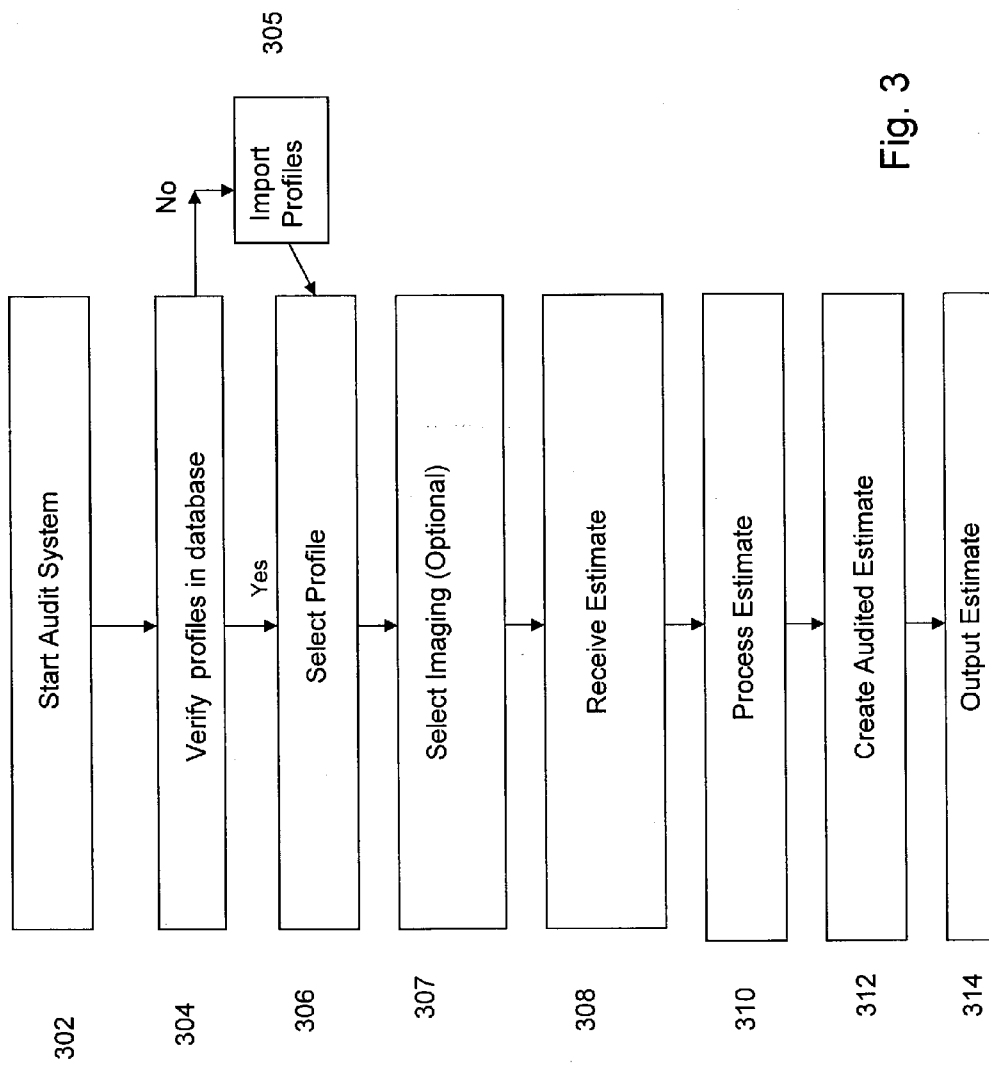 302
Start Audit System
304
Verify profiles in database
No
305
Import
Profiles
Yes
306
Select Profile
307
Select Imaging (Optional)
308
Receive Estimate
310
Process Estimate
312
Create Audited Estimate
314
Output Estimate
Fig. 3